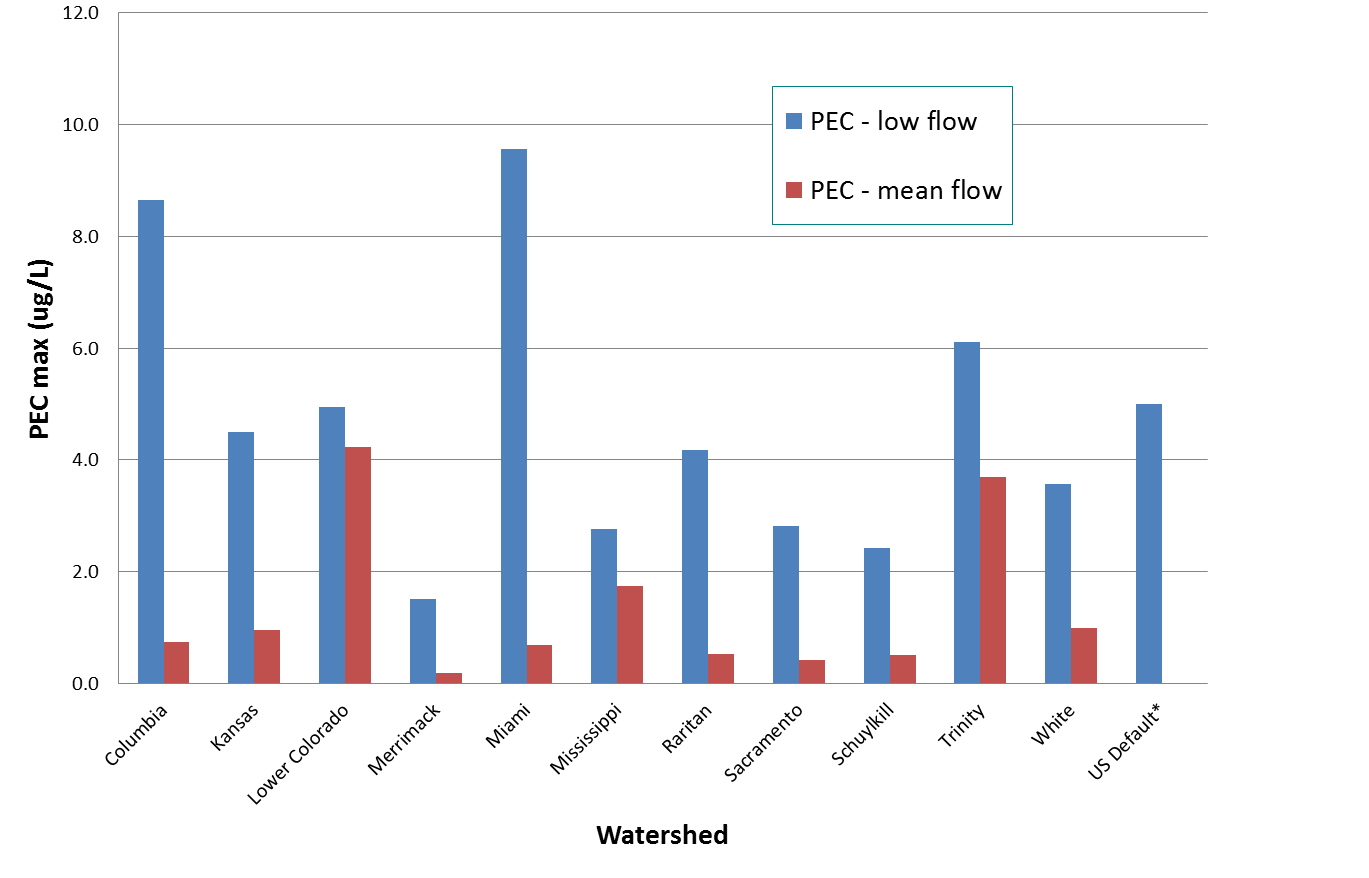 12.0
10.0
8.0
6.0
4.0
2.0
0.0
PEC max (ug/L)
PEC - low flow
PEC - mean flow
Columbia
Kansas
Lower Colorado
Merrimack
Miami
Mississippi
Raritan
Sacramento
Schuylkill
Trinity
White
US Default*
Watershed